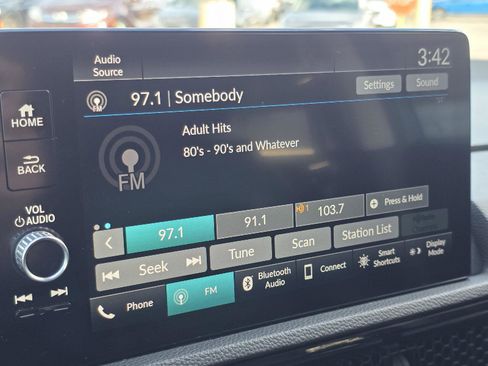 Audio
Source
3:42
FM
97.1 | Somebody
Settings
Sound
HOME
BACK
VOL
AUDIO
FM
Adult Hits
80's - 90's and Whatever
97.1
91.1
1
103.7
Press & Hold
Seek
Tune
Scan
Station List
Phone
FM
Bluetooth
Audio
Connect
Smart
Shortcuts
Display
Mode